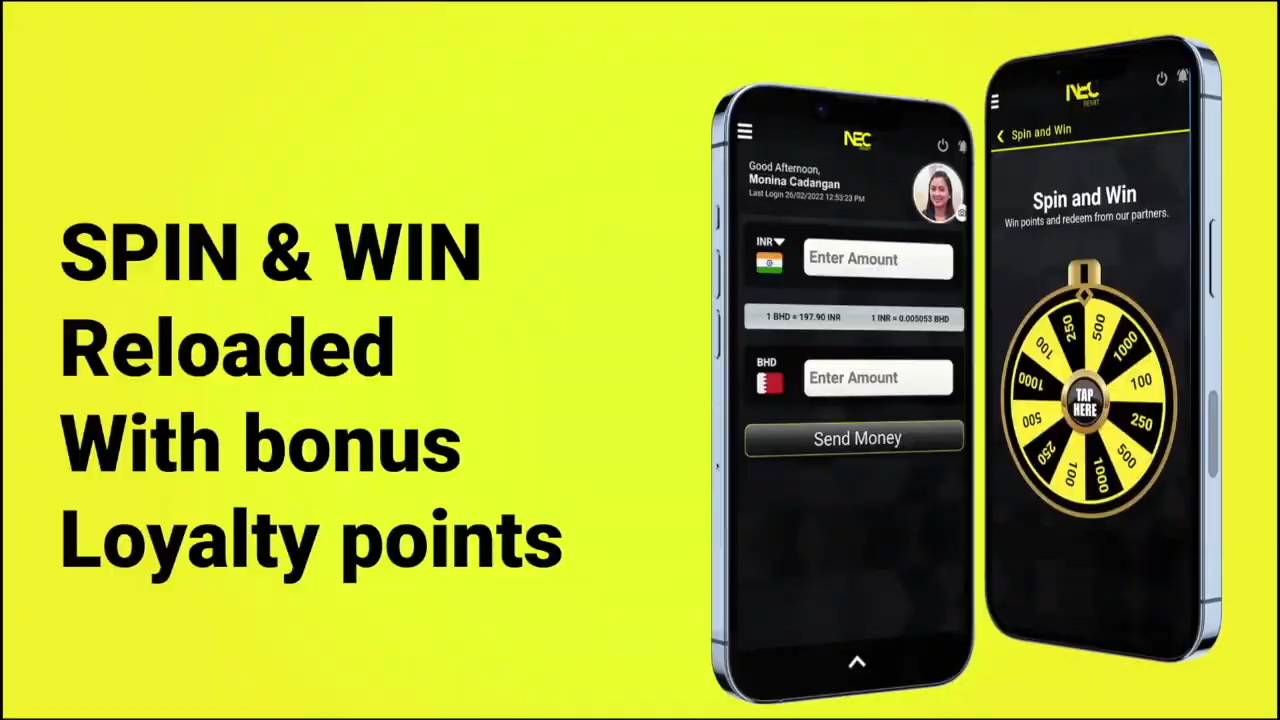 SPIN & WIN
Reloaded
With bonus
Loyalty points
NEC
REMIT
Good Afternoon,
Monina Cadangan
Last Login 26/02/2022 12:53:23 PM
INR
Enter Amount
1 BHD = 197.90 INR 1 INR = 0.005053 BHD
BHD
Enter Amount
Send Money
NEC
REMIT
Spin and Win
Spin and Win
Win points and redeem from our partners.
500
1000
100
250
500
1000
100
250
500
1000
100
250
TAP
HERE